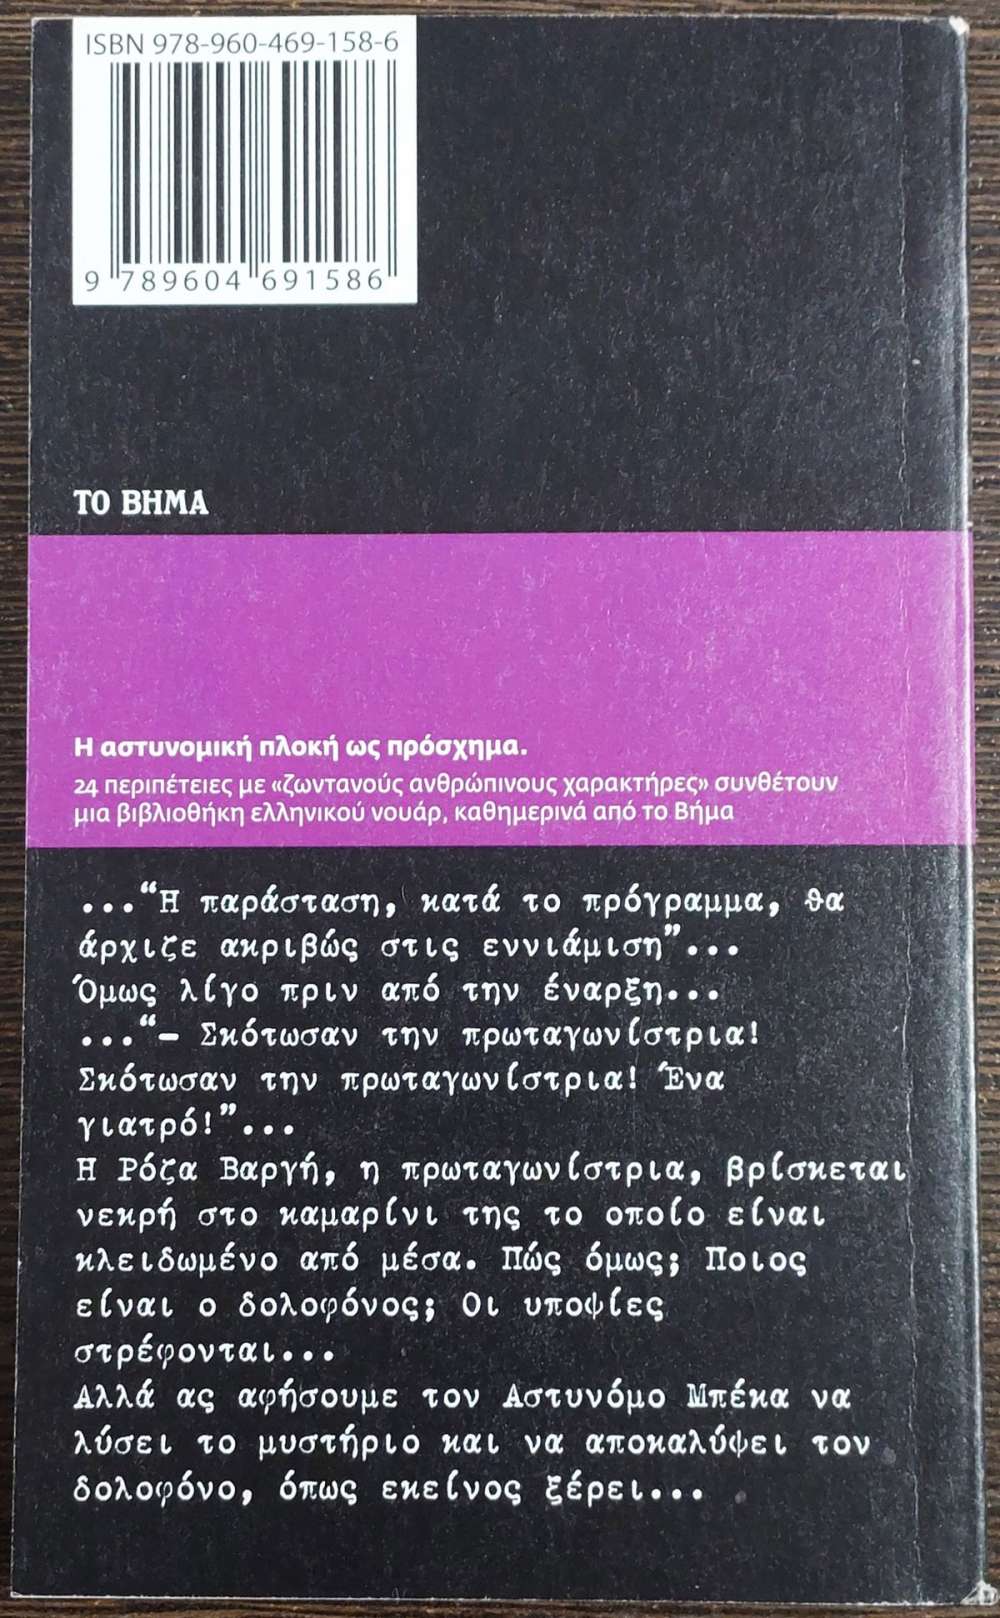 ISBN 978-960-469-158-6
9 789604 691586
ΤΟ ΒΗΜΑ
Η αστυνομική πλοκή ως πρόσχημα.
24 περιπέτειες με «ζωντανούς ανθρώπινους χαρακτήρες» συνθέτουν
μια βιβλιοθήκη ελληνικού νουάρ, καθημερινά από το Βήμα
..."Η παράσταση, κατά το πρόγραμμα, θα
άρχιζε ακριβώς στις εννιάμιση"...
Όμως λίγο πριν από την έναρξη...
..."– Σκότωσαν την πρωταγωνίστρια!
Σκότωσαν την πρωταγωνίστρια! Ένα
γιατρό!"...
Η Ρόζα Βαργή, η πρωταγωνίστρια, βρίσκεται
νεκρή στο καμαρίνι της το οποίο είναι
κλειδωμένο από μέσα. Πώς όμως; Ποιος
είναι ο δολοφόνος; Οι υποψίες
στρέφονται...
Αλλά ας αφήσουμε τον Αστυνόμο Μπέκα να
λύσει το μυστήριο και να αποκαλύψει τον
δολοφόνο, όπως εκείνος ξέρει...